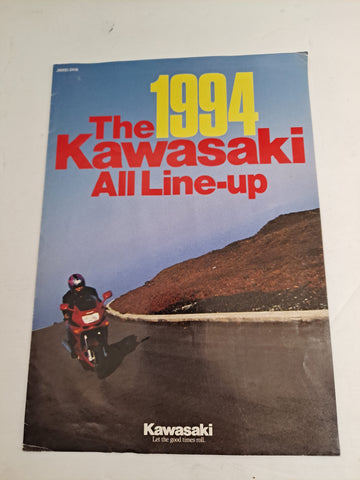 1994
The
Kawasaki
All Line-up
Kawasaki
Let the good times roll.